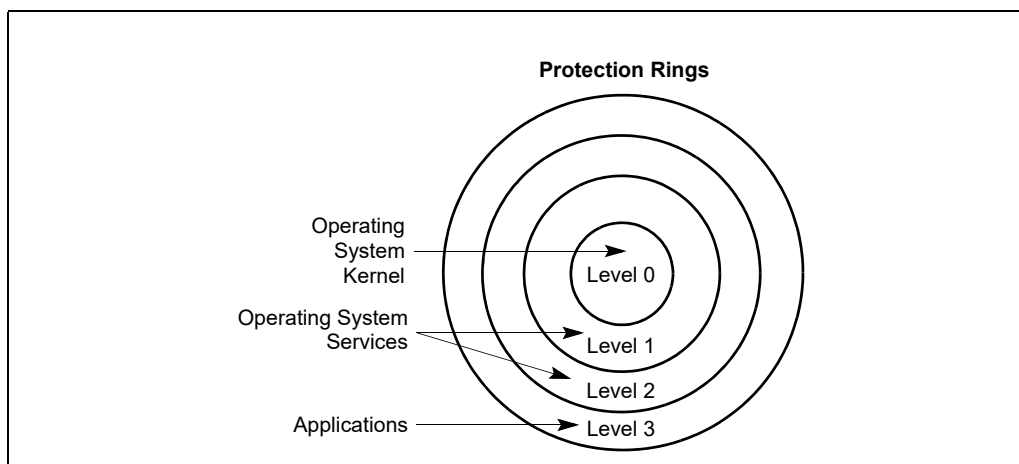 Protection Rings
Operating
System
Kernel
Level 0
Operating System
Services
Level 1
Level 2
Applications
Level 3